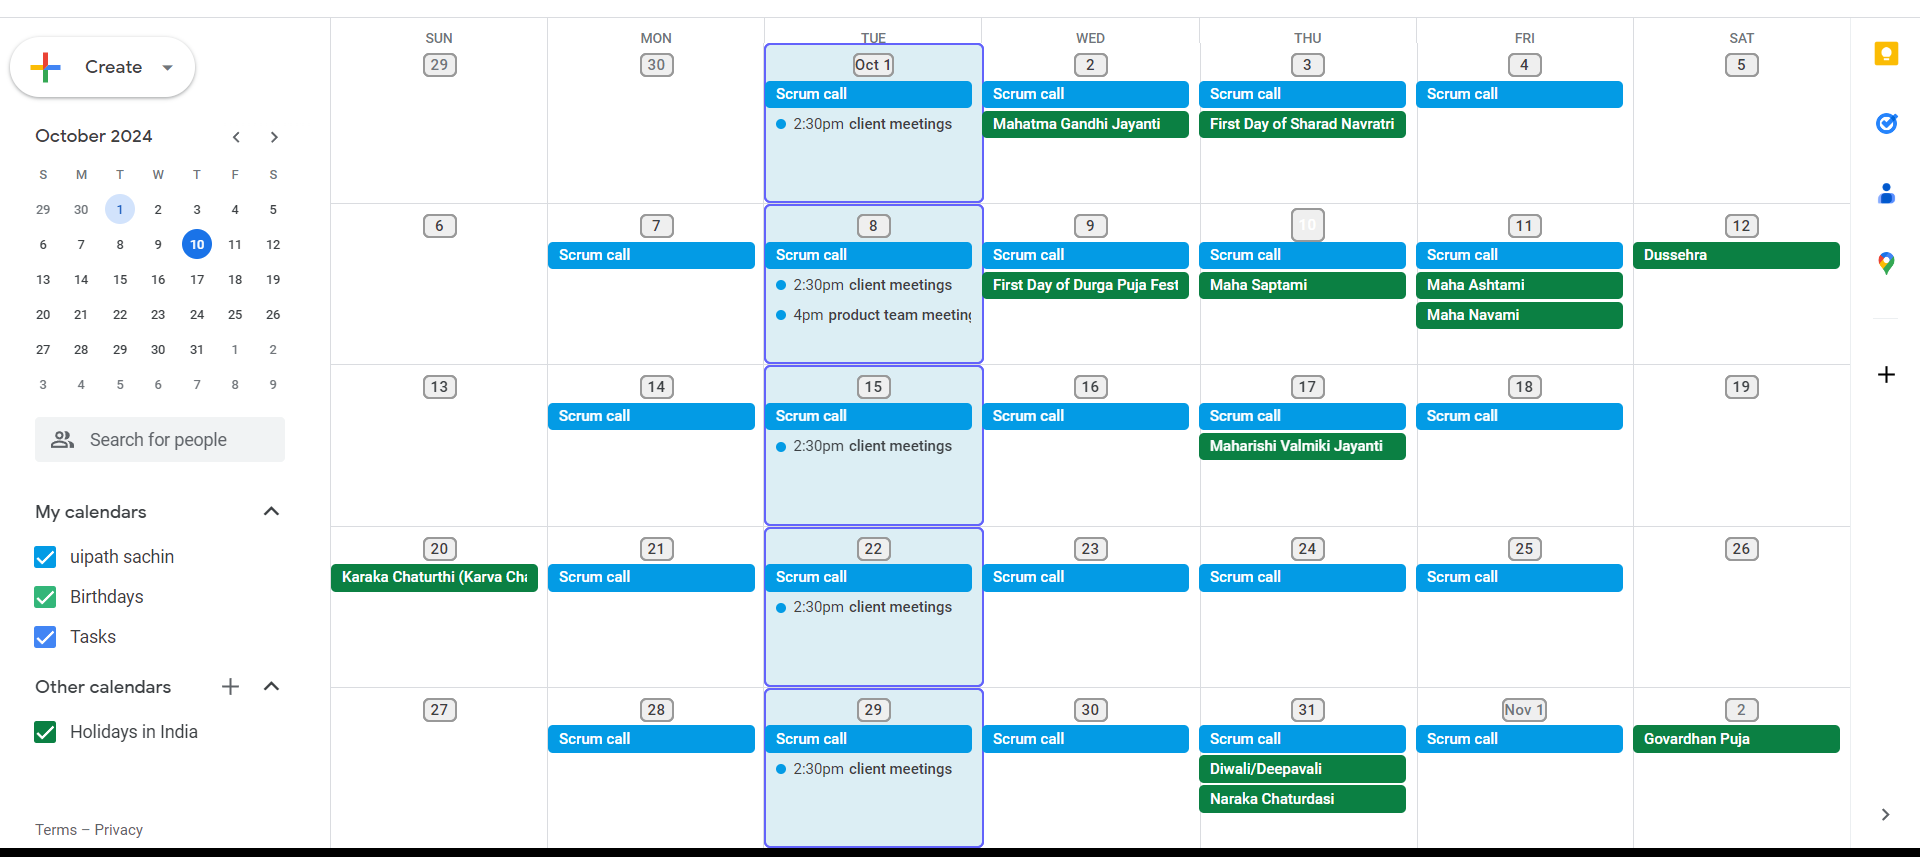 Create
October 2024
S M T W T F S
29 30 1 2 3 4 5
6 7 8 9 10 11 12
13 14 15 16 17 18 19
20 21 22 23 24 25 26
27 28 29 30 31 1 2
3 4 5 6 7 8 9
Search for people
My calendars
uipath sachin
Birthdays
Tasks
Other calendars
Holidays in India
Terms – Privacy
SUN MON TUE WED THU FRI SAT
29 30 Oct 1 2 3 4 5
Scrum call Scrum call Scrum call Scrum call
2:30pm client meetings Mahatma Gandhi Jayanti First Day of Sharad Navratri
6 7 8 9 10 11 12
Scrum call Scrum call Scrum call Scrum call Scrum call Dussehra
2:30pm client meetings First Day of Durga Puja Fest Maha Saptami Maha Ashtami
4pm product team meeting Maha Navami
13 14 15 16 17 18 19
Scrum call Scrum call Scrum call Scrum call Scrum call
2:30pm client meetings Maharishi Valmiki Jayanti
20 21 22 23 24 25 26
Karaka Chaturthi (Karva Cha Scrum call Scrum call Scrum call Scrum call Scrum call
2:30pm client meetings
27 28 29 30 31 Nov 1 2
Scrum call Scrum call Scrum call Scrum call Scrum call Govardhan Puja
2:30pm client meetings Diwali/Deepavali
Naraka Chaturdasi